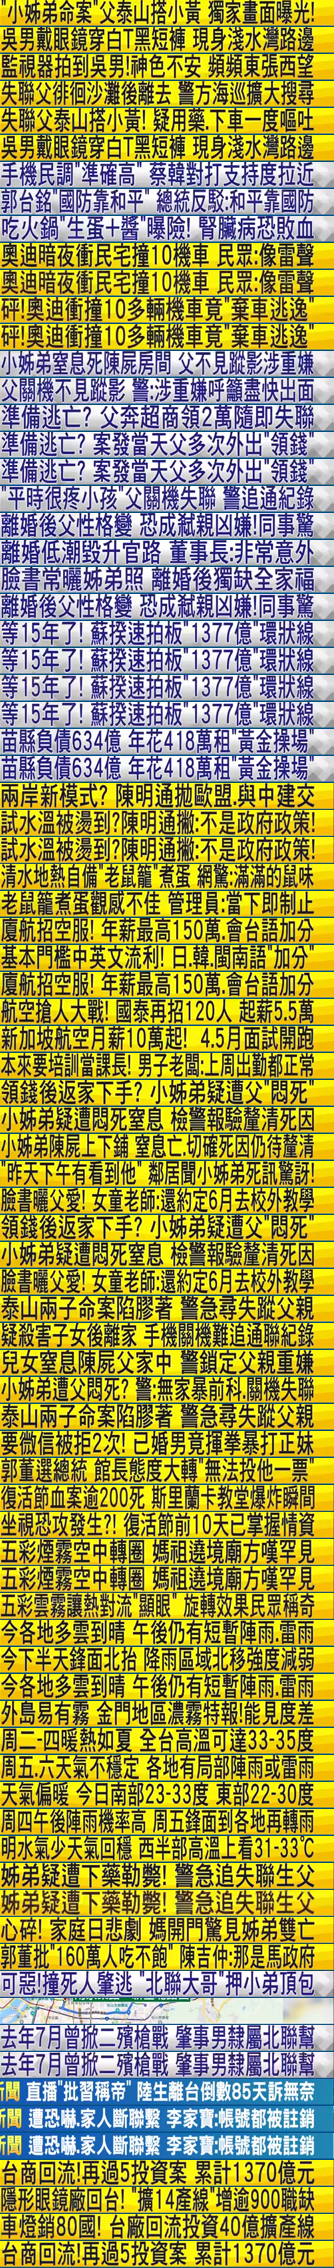 "小姊弟命案"父泰山搭小黃 獨家畫面曝光!
吳男戴眼鏡穿白T黑短褲 現身淺水灣路邊
監視器拍到吳男!神色不安 頻頻東張西望
失聯父徘徊沙灘後離去 警方海巡擴大搜尋
失聯父泰山搭小黃! 疑用藥.下車一度嘔吐
吳男戴眼鏡穿白T黑短褲 現身淺水灣路邊
手機民調"準確高" 蔡韓對打支持度拉近
郭台銘"國防靠和平" 總統反駁:和平靠國防
吃火鍋"生蛋+醬"曝險! 腎臟病恐敗血
奧迪暗夜衝民宅撞10機車 民眾:像雷聲
奧迪暗夜衝民宅撞10機車 民眾:像雷聲
砰!奧迪衝撞10多輛機車竟"棄車逃逸"
砰!奧迪衝撞10多輛機車竟"棄車逃逸"
小姊弟窒息死陳屍房間 父不見蹤影涉重嫌
父關機不見蹤影 警:涉重嫌呼籲盡快出面
準備逃亡? 父奔超商領2萬隨即失聯
準備逃亡? 案發當天父多次外出"領錢"
準備逃亡? 案發當天父多次外出"領錢"
"平時很疼小孩"父關機失聯 警追通紀錄
離婚後父性格變 恐成弒親凶嫌!同事驚
離婚低潮毀升官路 董事長:非常意外
臉書常曬姊弟照 離婚後獨缺全家福
離婚後父性格變 恐成弒親凶嫌!同事驚
等15年了! 蘇揆速拍板"1377億"環狀線
等15年了! 蘇揆速拍板"1377億"環狀線
等15年了! 蘇揆速拍板"1377億"環狀線
等15年了! 蘇揆速拍板"1377億"環狀線
苗縣負債634億 年花418萬租"黃金操場"
苗縣負債634億 年花418萬租"黃金操場"
兩岸新模式? 陳明通拋歐盟.與中建交
試水溫被燙到?陳明通撇:不是政府政策!
試水溫被燙到?陳明通撇:不是政府政策!
清水地熱自備"老鼠籠"煮蛋 網驚:滿滿的鼠味
老鼠籠煮蛋觀感不佳 管理員:當下即制止
廈航招空服! 年薪最高150萬.會台語加分
基本門檻中英文流利! 日.韓.閩南語"加分"
廈航招空服! 年薪最高150萬.會台語加分
航空搶人大戰! 國泰再招120人 起薪5.5萬
新加坡航空月薪10萬起! 4.5月面試開跑
本來要培訓當課長! 男子老闆:上周出勤都正常
領錢後返家下手? 小姊弟疑遭父"悶死"
小姊弟疑遭悶死窒息 檢警報驗釐清死因
小姊弟陳屍上下鋪 窒息亡.切確死因仍待釐清
"昨天下午有看到他" 鄰居聞小姊弟死訊驚訝!
臉書曬父愛! 女童老師:還約定6月去校外教學
領錢後返家下手? 小姊弟疑遭父"悶死"
小姊弟疑遭悶死窒息 檢警報驗釐清死因
臉書曬父愛! 女童老師:還約定6月去校外教學
泰山兩子命案陷膠著 警急尋失蹤父親
疑殺害子女後離家 手機關機難追通聯紀錄
兒女窒息陳屍父家中 警鎖定父親重嫌
小姊弟遭父悶死? 警:無家暴前科.關機失聯
泰山兩子命案陷膠著 警急尋失蹤父親
要微信被拒2次! 已婚男竟揮拳暴打正妹
郭董選總統 館長態度大轉"無法投他一票"
復活節血案逾200死 斯里蘭卡教堂爆炸瞬間
坐視恐攻發生?! 復活節前10天已掌握情資
五彩煙霧空中轉圈 媽祖遶境廟方嘆罕見
五彩煙霧空中轉圈 媽祖遶境廟方嘆罕見
五彩雲霧讓熱對流"顯眼" 旋轉效果民眾稱奇
今各地多雲到晴 午後仍有短暫陣雨.雷雨
今下半天鋒面北抬 降雨區域北移強度減弱
今各地多雲到晴 午後仍有短暫陣雨.雷雨
外島易有霧 金門地區濃霧特報!能見度差
周二-四暖熱如夏 全台高溫可達33-35度
周五.六天氣不穩定 各地有局部陣雨或雷雨
天氣偏暖 今日南部23-33度 東部22-30度
周四午後陣雨機率高 周五鋒面到各地再轉雨
明水氣少天氣回穩 西半部高溫上看31-33℃
姊弟疑遭下藥勒斃! 警急追失聯生父
姊弟疑遭下藥勒斃! 警急追失聯生父
心碎! 家庭日悲劇 媽開門驚見姊弟雙亡
郭董批"160萬人吃不飽" 陳吉仲:那是馬政府
可惡!撞死人肇逃 "北聯大哥"押小弟頂包
去年7月曾掀二殯槍戰 肇事男隸屬北聯幫
去年7月曾掀二殯槍戰 肇事男隸屬北聯幫
新聞 直播"批習稱帝" 陸生離台倒數85天訴無奈
新聞 遭恐嚇.家人斷聯繫 李家寶:帳號都被註銷
新聞 遭恐嚇.家人斷聯繫 李家寶:帳號都被註銷
台商回流!再過5投資案 累計1370億元
隱形眼鏡廠回台! "擴14產線"增逾900職缺
車燈銷80國! 台廠回流投資40億擴產線
台商回流!再過5投資案 累計1370億元